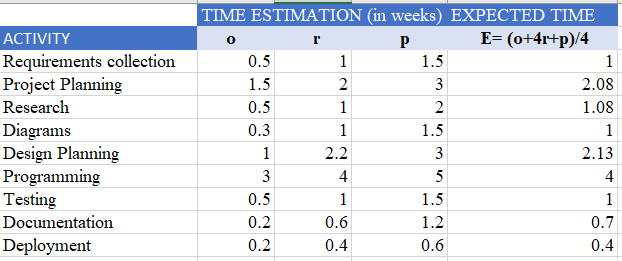 TIME ESTIMATION (in weeks) EXPECTED TIME
ACTIVITY o r p E= (o+4r+p)/4
Requirements collection 0.5 1 1.5 1
Project Planning 1.5 2 3 2.08
Research 0.5 1 2 1.08
Diagrams 0.3 1 1.5 1
Design Planning 1 2.2 3 2.13
Programming 3 4 5 4
Testing 0.5 1 1.5 1
Documentation 0.2 0.6 1.2 0.7
Deployment 0.2 0.4 0.6 0.4